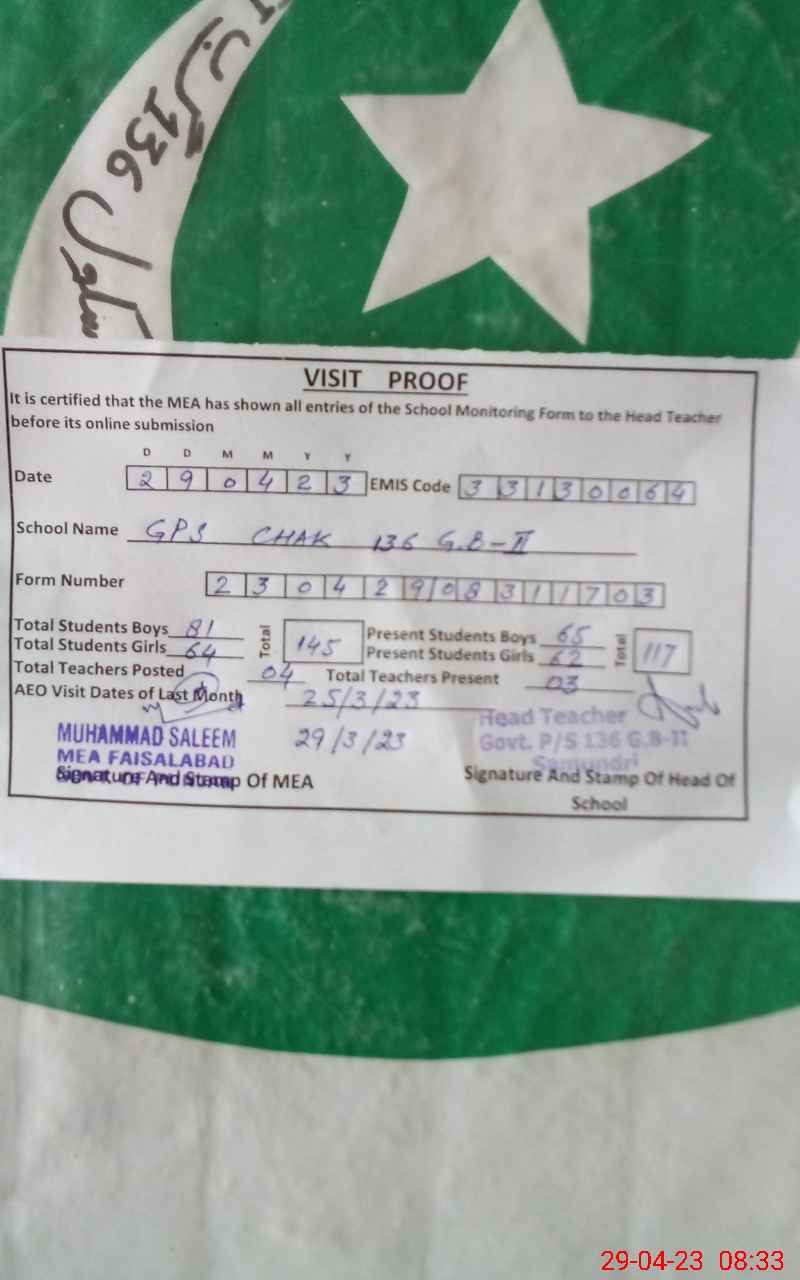 136 گ ب
VISIT PROOF
It is certified that the MEA has shown all entries of the School Monitoring Form to the Head Teacher
before its online submission
D D M M Y Y
Date 2 9 0 4 2 3 EMIS Code 3 3 1 3 0 0 6 4
School Name GPS CHAK 136 G.B-II
Form Number 2 3 0 4 2 9 0 8 3 1 1 7 0 3
Total Students Boys 81 Total 145 Present Students Boys 65 Total 117
Total Students Girls 64 Present Students Girls
Total Teachers Posted 04 Total Teachers Present 03
AEO Visit Dates of Last Month 25/3/23
29/3/23
MUHAMMAD SALEEM
MEA FAISALABAD
Signature And Stamp Of MEA
Head Teacher
Govt. P/S 136 G.B-II
Samundri
Signature And Stamp Of Head Of
School
29-04-23 08:33